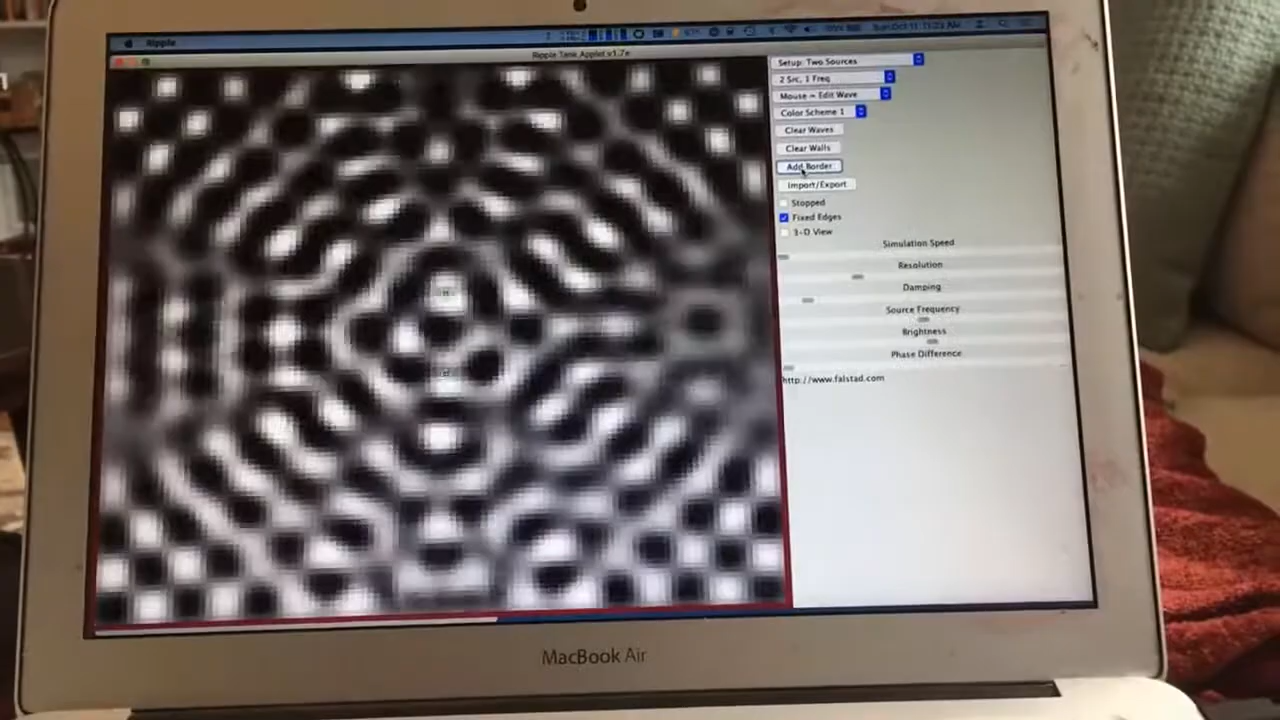 Ripple
Ripple Tank Applet v1.7e
Setup: Two Sources
2 Src, 1 Freq
Mouse = Edit Wave
Color Scheme 1
Clear Waves
Clear Walls
Add Border
Import/Export
Stopped
Fixed Edges
3-D View
Simulation Speed
Resolution
Damping
Source Frequency
Brightness
Phase Difference
http://www.falstad.com
MacBook Air